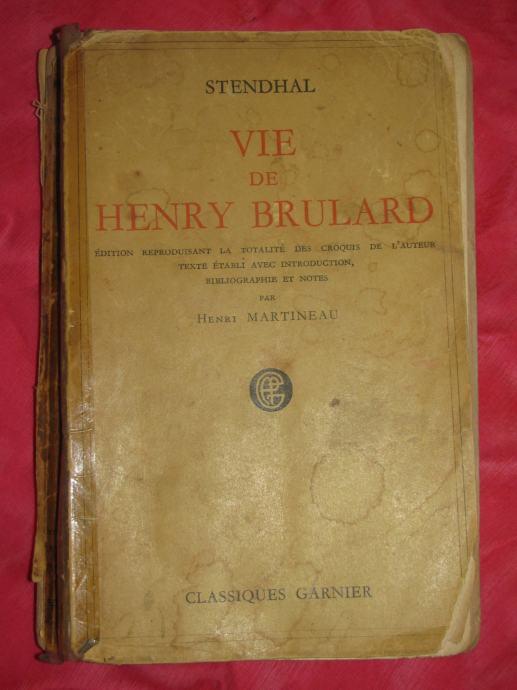 STENDHAL
VIE
DE
HENRY BRULARD
ÉDITION REPRODUISANT LA TOTALITÉ DES CROQUIS DE L'AUTEUR
TEXTE ÉTABLI AVEC INTRODUCTION,
BIBLIOGRAPHIE ET NOTES
PAR
HENRI MARTINEAU
CLASSIQUES GARNIER